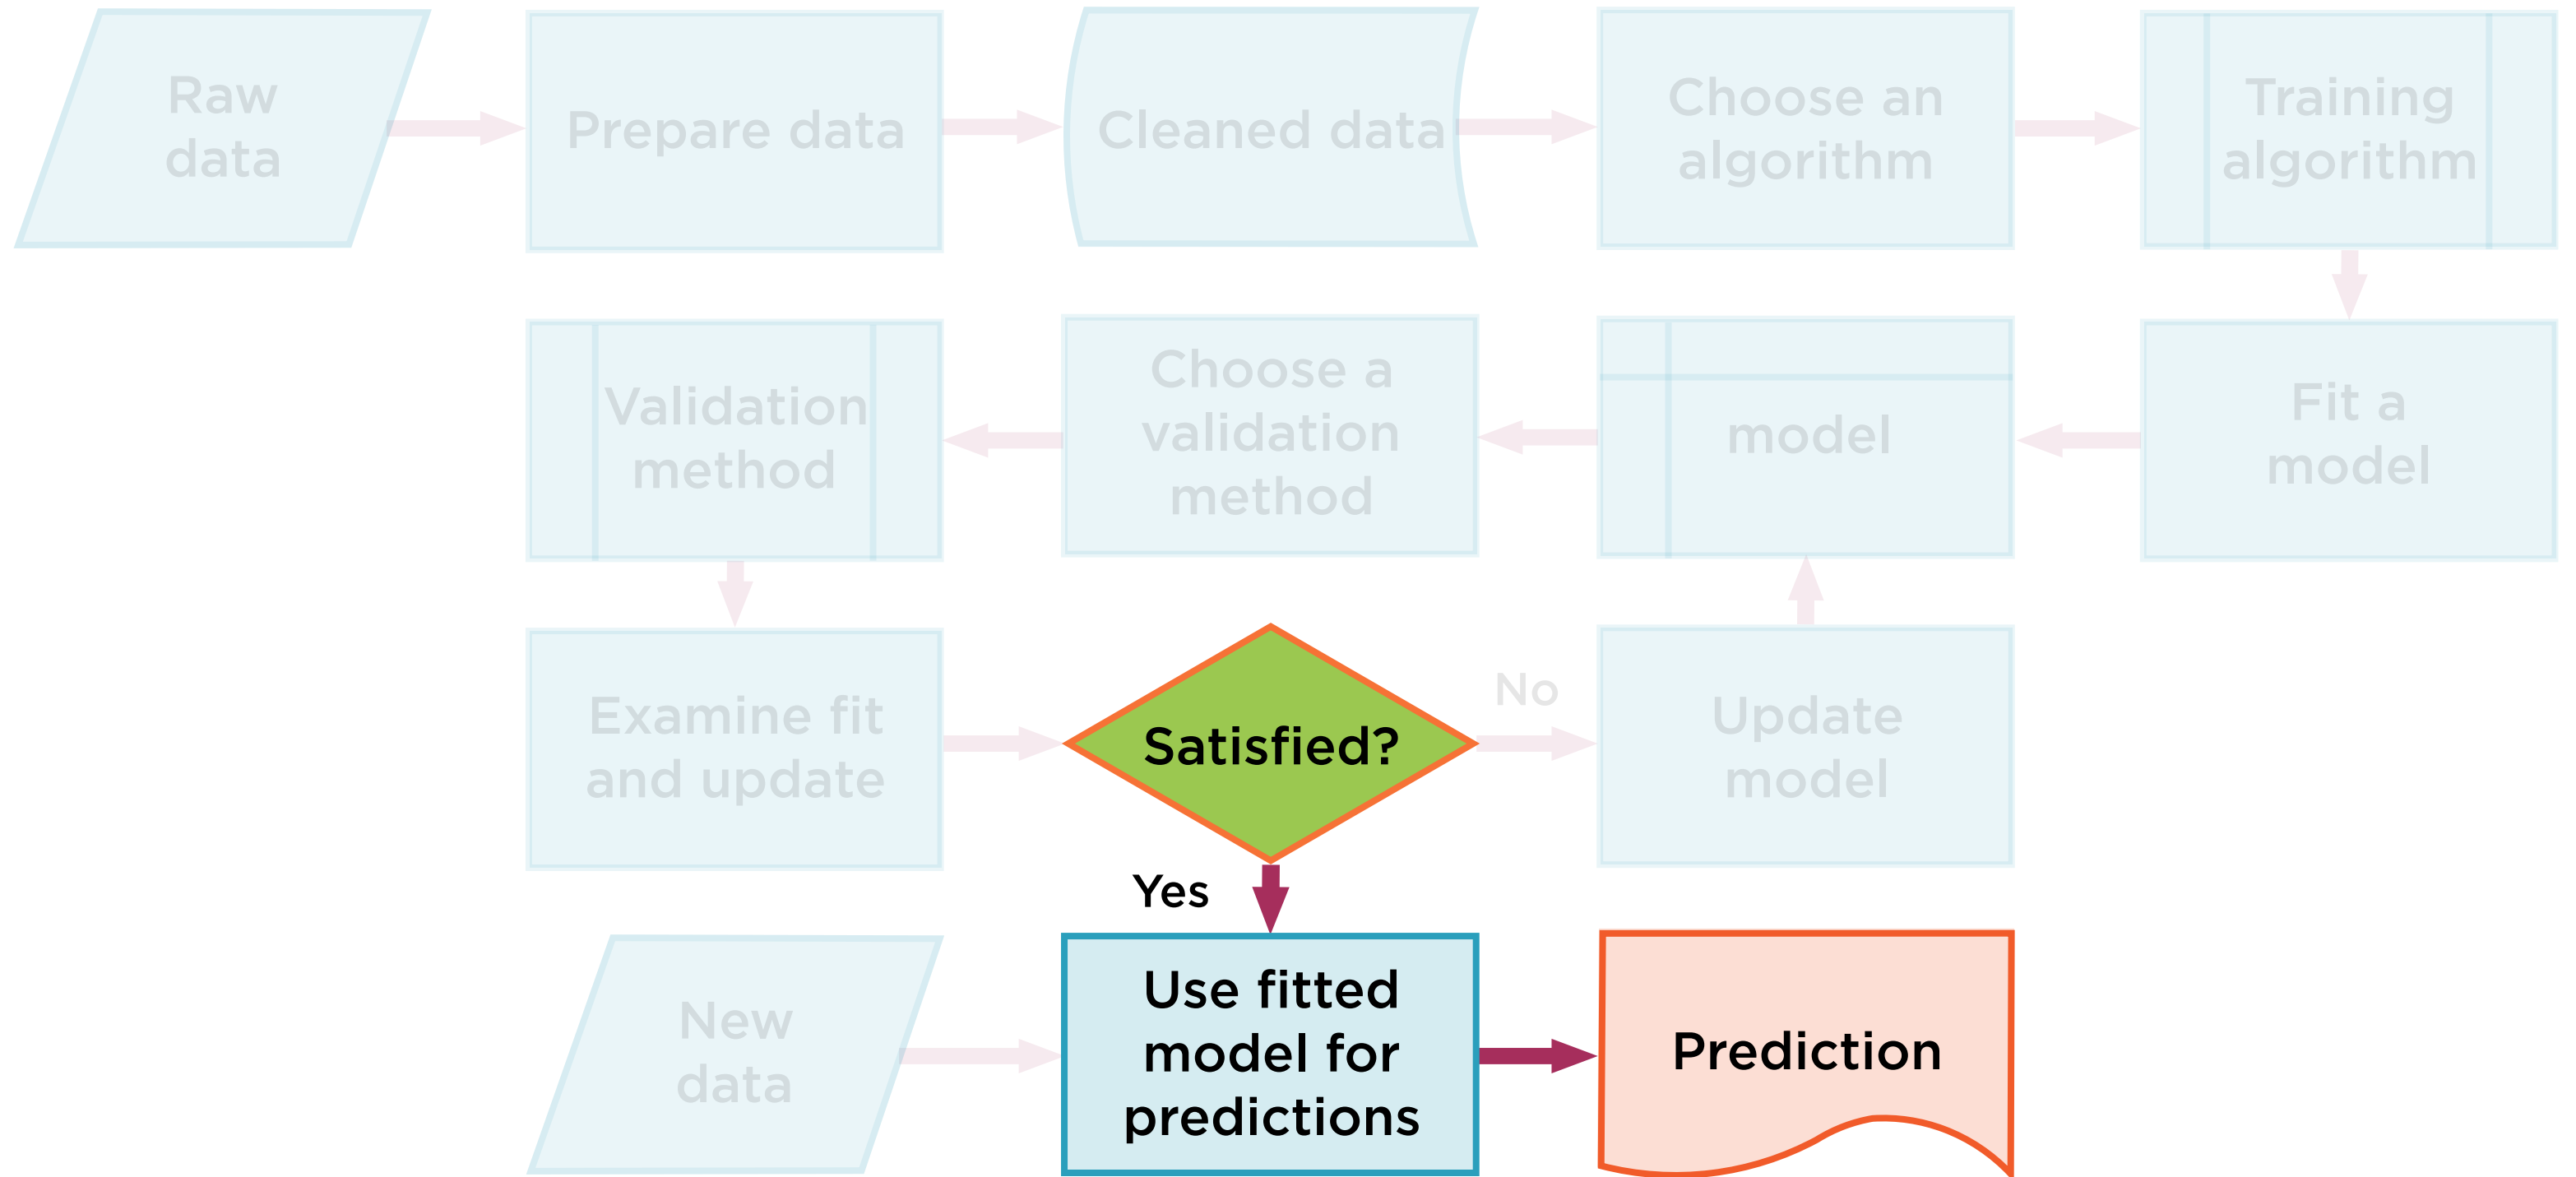 Raw
data
Prepare data
Cleaned data
Choose an
algorithm
Training
algorithm
Validation
method
Choose a
validation
method
model
Fit a
model
Examine fit
and update
Satisfied?
No
Update
model
Yes
New
data
Use fitted
model for
predictions
Prediction